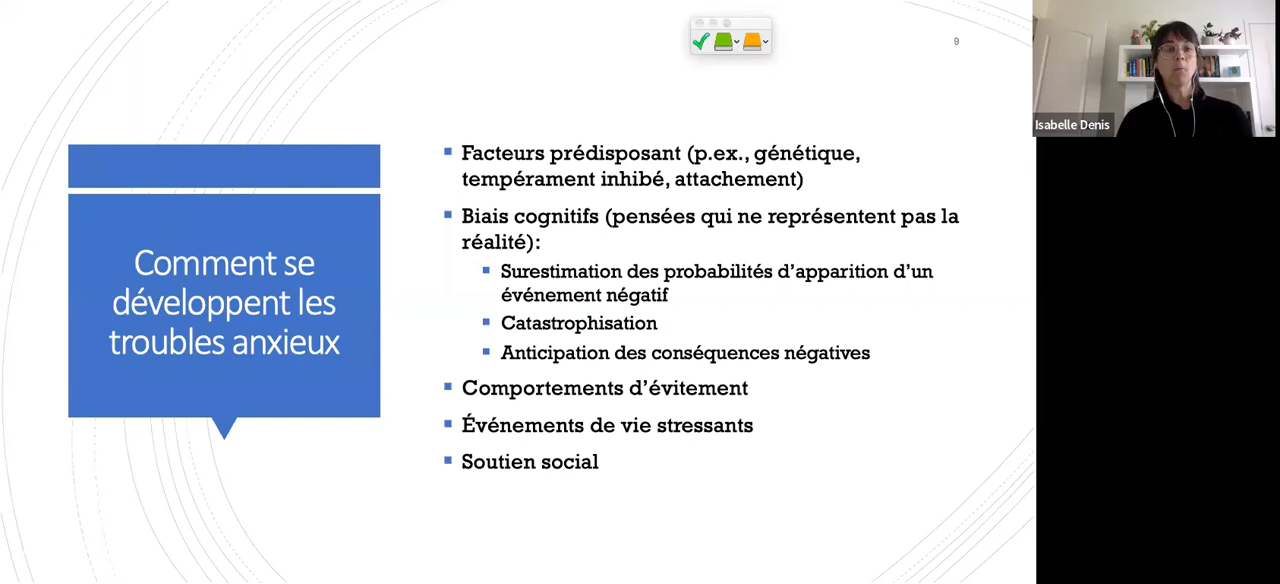 9
Isabelle Denis
Comment se
développent les
troubles anxieux
Facteurs prédisposant (p.ex., génétique,
tempérament inhibé, attachement)
Biais cognitifs (pensées qui ne représentent pas la
réalité):
Surestimation des probabilités d'apparition d'un
événement négatif
Catastrophisation
Anticipation des conséquences négatives
Comportements d'évitement
Événements de vie stressants
Soutien social